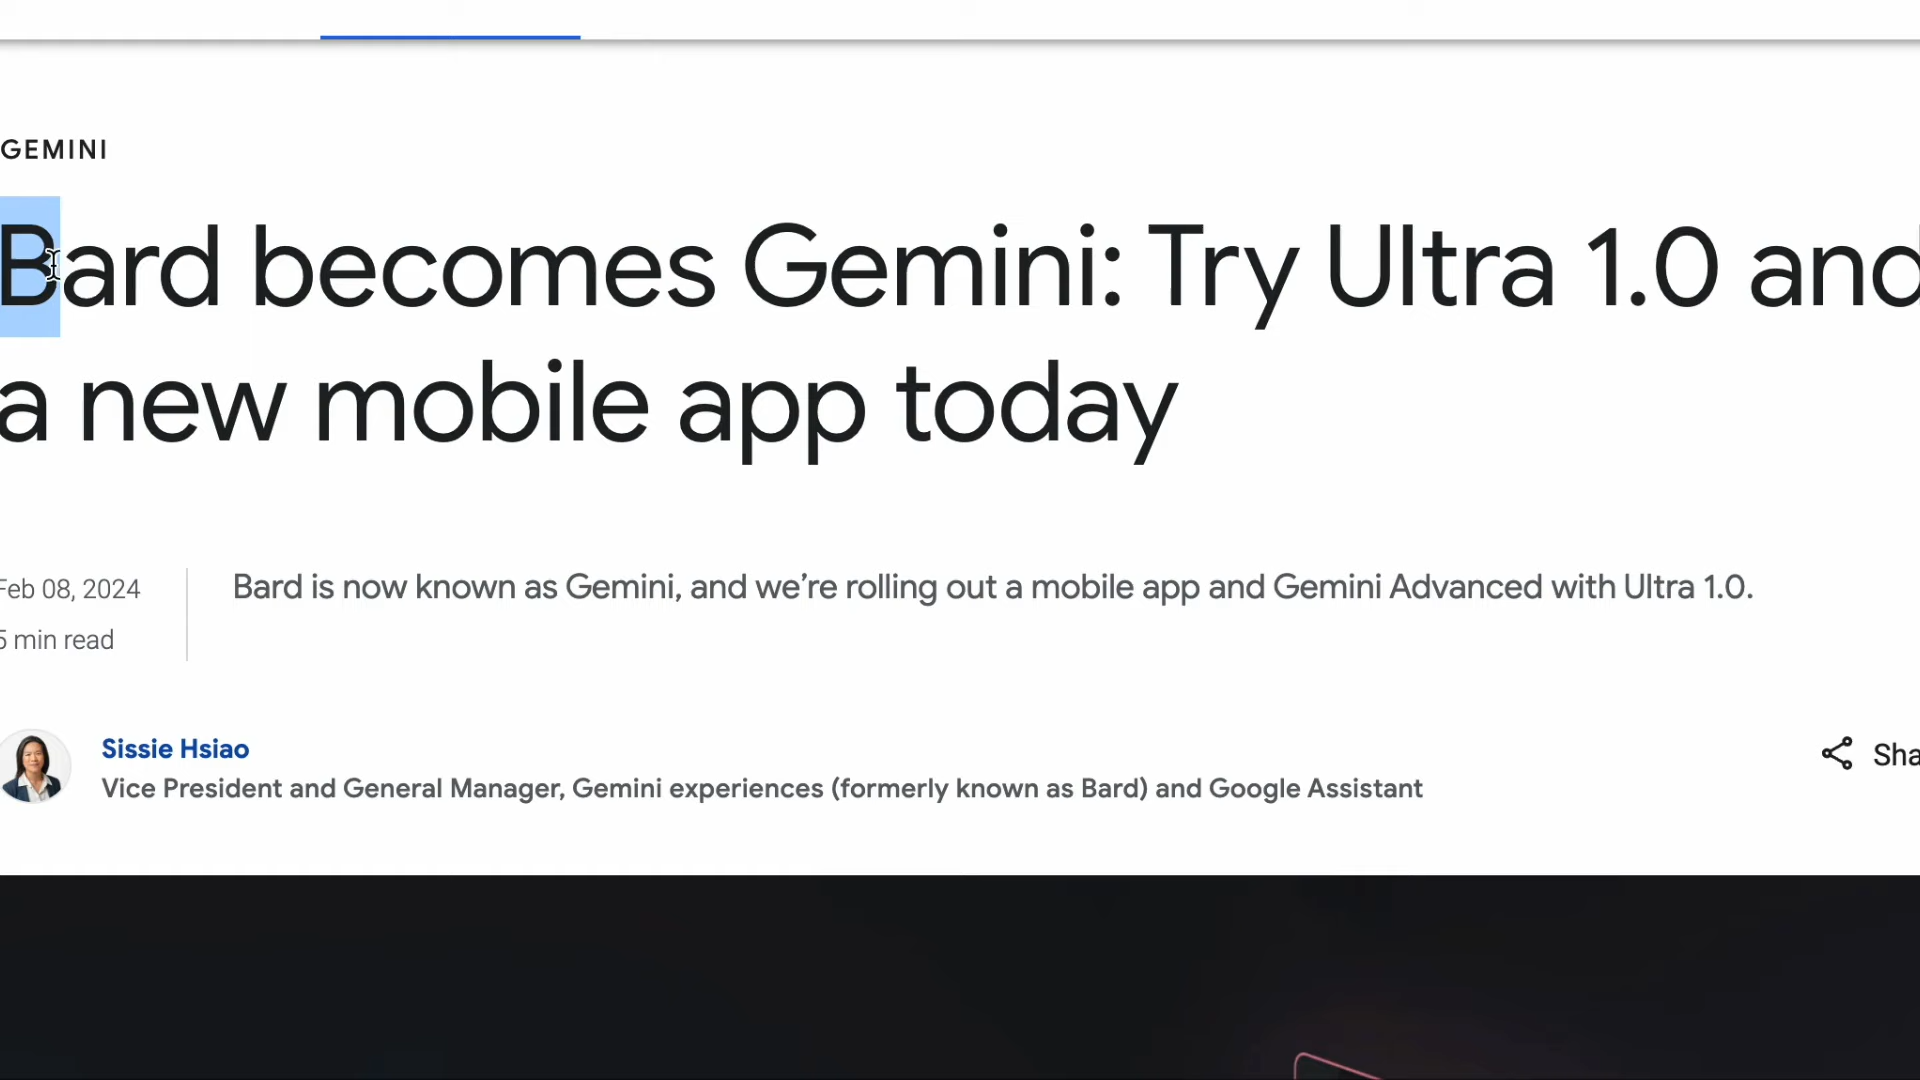 GEMINI
Bard becomes Gemini: Try Ultra 1.0 and
a new mobile app today
Feb 08, 2024
5 min read
Bard is now known as Gemini, and we’re rolling out a mobile app and Gemini Advanced with Ultra 1.0.
Sissie Hsiao
Vice President and General Manager, Gemini experiences (formerly known as Bard) and Google Assistant
Sha